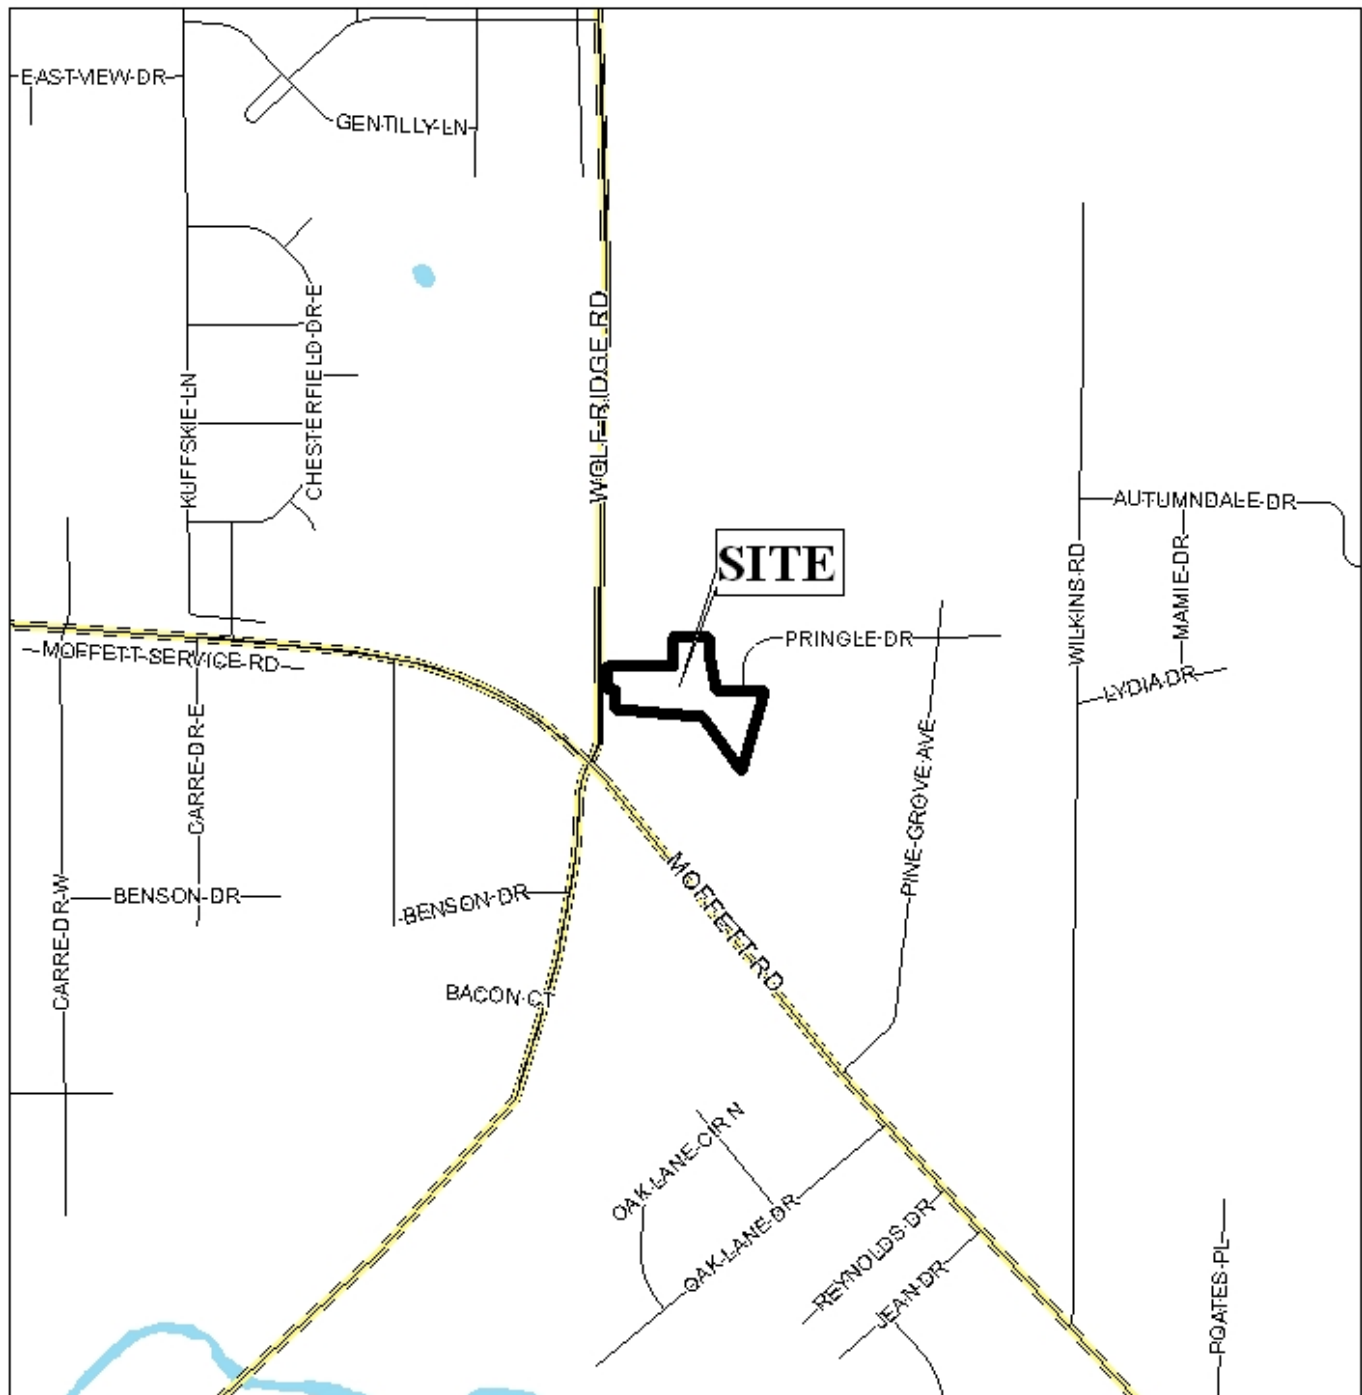 EAST VIEW DR
GENTILLY LN
WOLF RIDGE RD
CHESTERFIELD DR E
KUFFSKIE LN
AUTUMNDALE DR
SITE
MAMIE DR
WILKINS RD
PRINGLE DR
MOFFETT SERVICE RD
LYDIA DR
CARRE DR E
PINE GROVE AVE
MOFFETT RD
CARRE DR W
BENSON DR
BENSON DR
BACON CT
OAK LANE CIR N
OAK LANE DR
REYNOLDS DR
JEAN DR
POATES PL